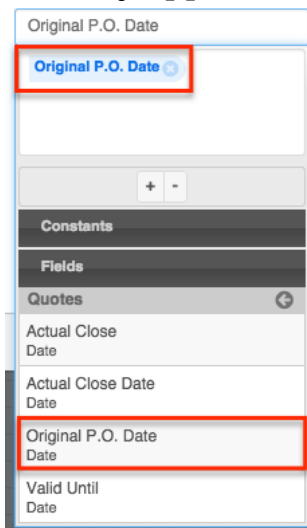 Original P.O. Date
Original P.O. Date
+ -
Constants
Fields
Quotes
Actual Close
Date
Actual Close Date
Date
Original P.O. Date
Date
Valid Until
Date